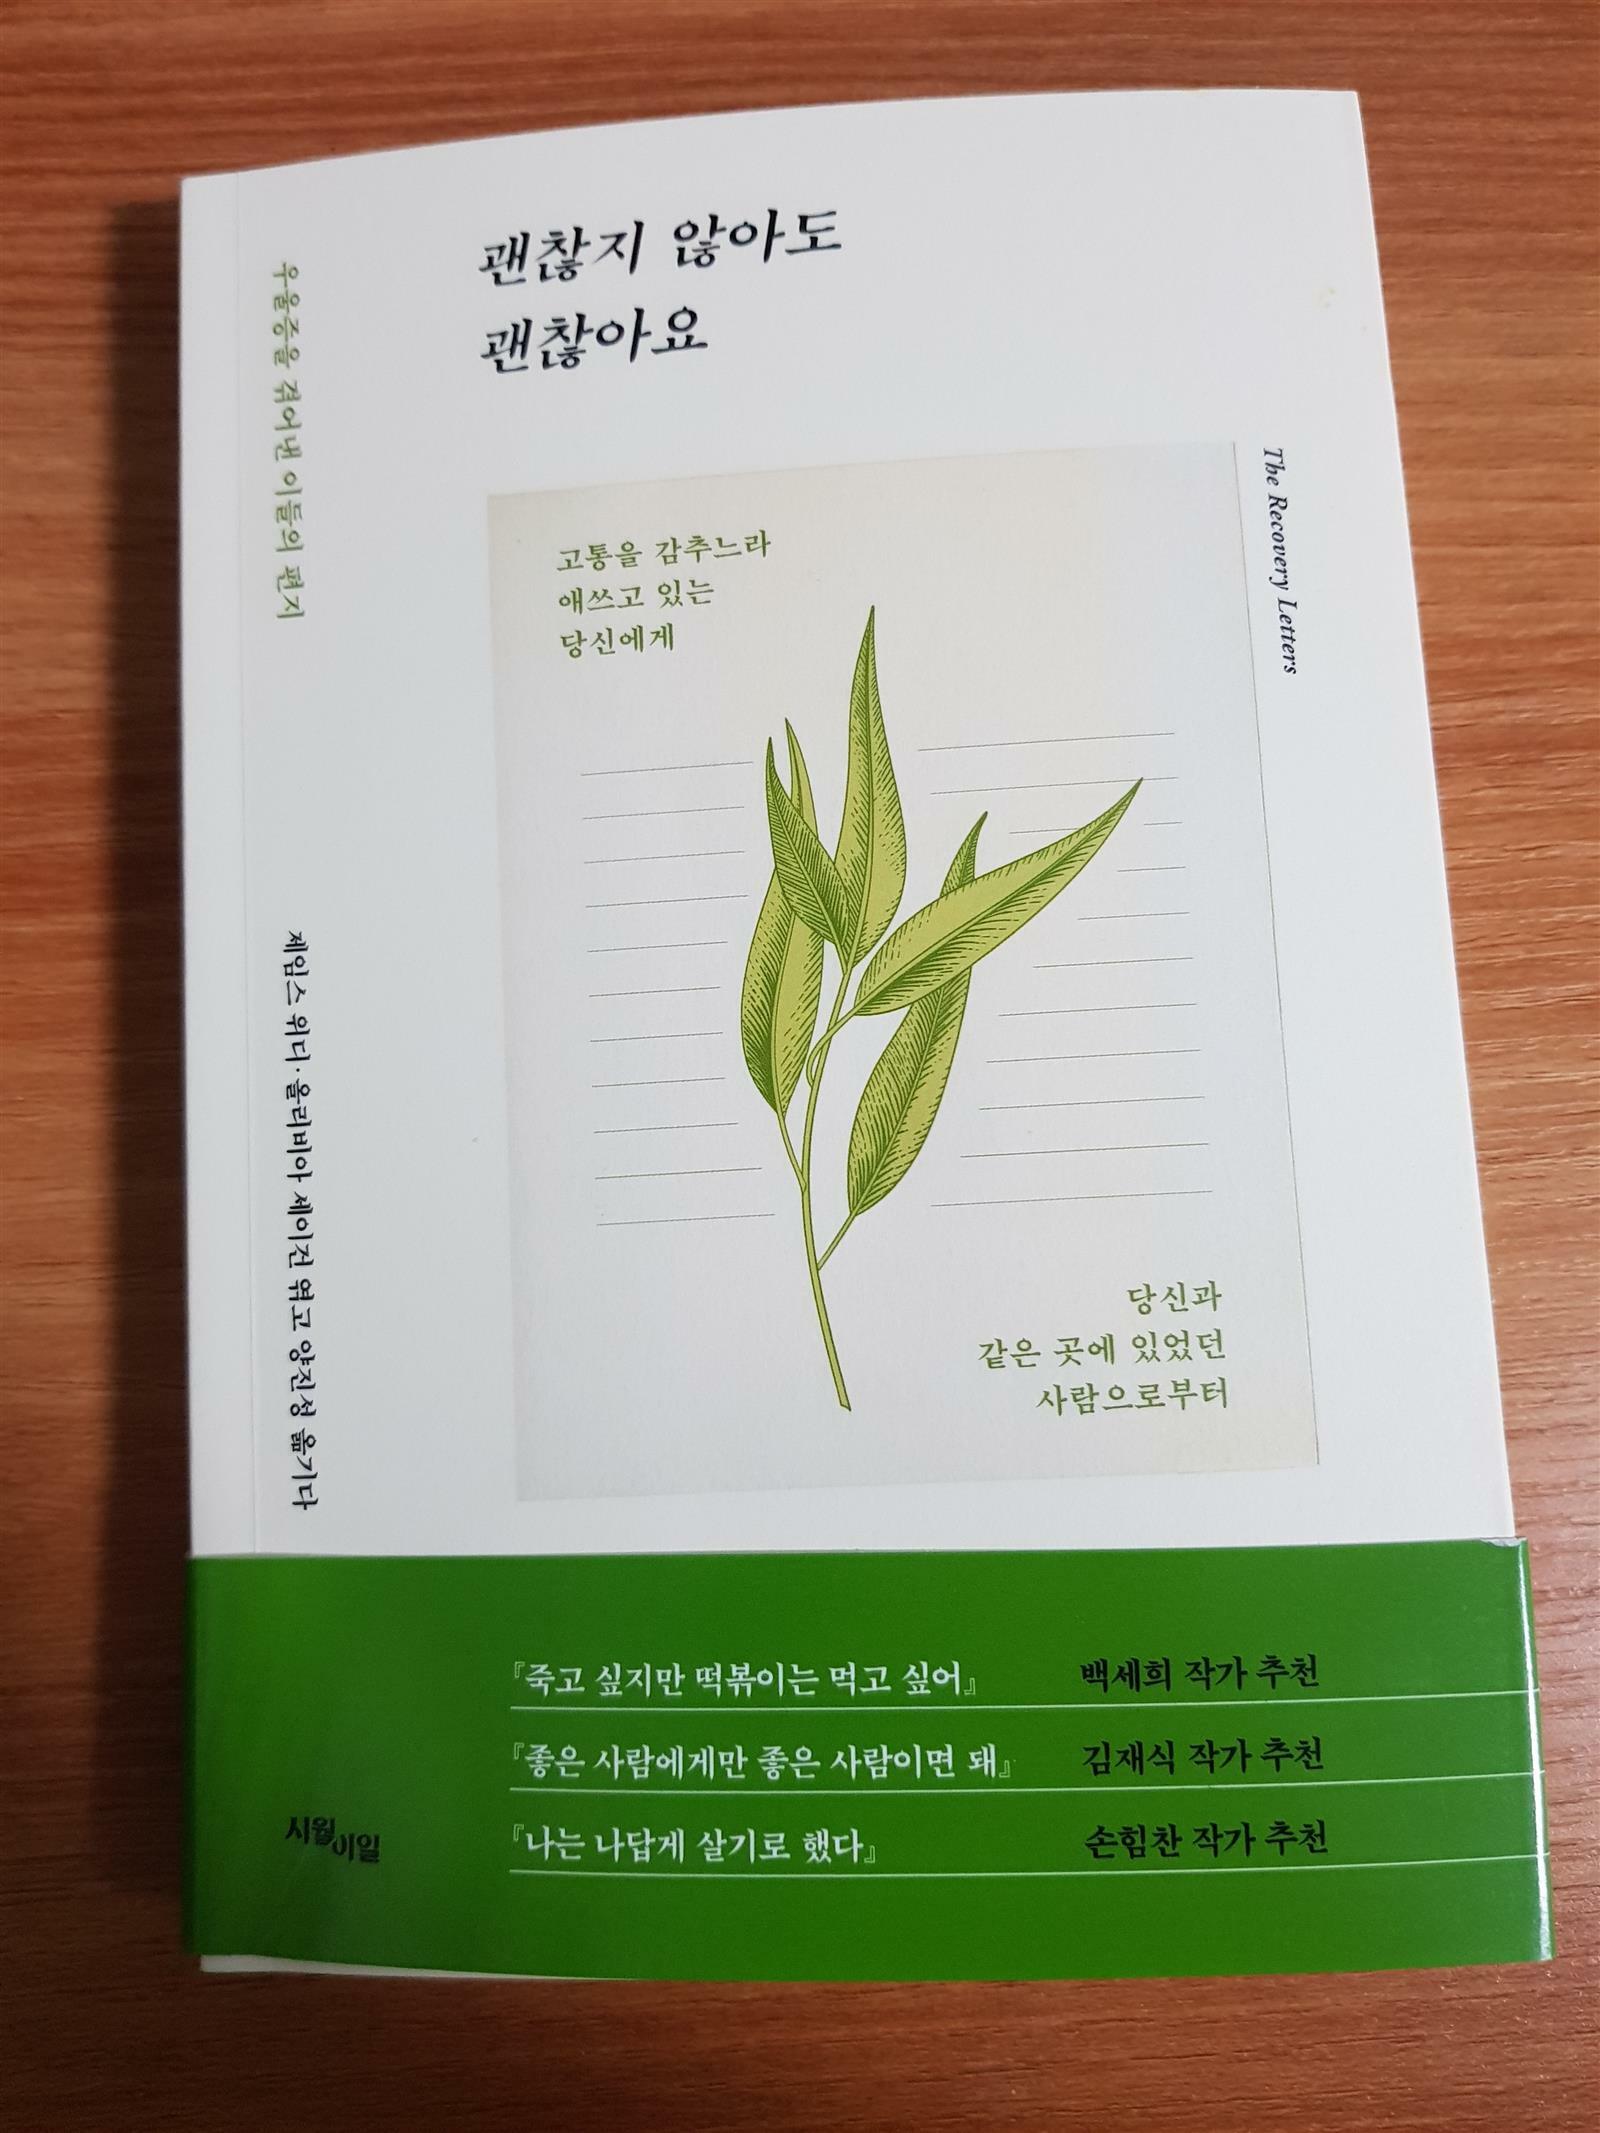 괜찮지 않아도
괜찮아요
우울증을 겪어낸 이들의 편지
The Recovery Letters
고통을 감추느라
애쓰고 있는
당신에게
당신과
같은 곳에 있었던
사람으로부터
제임스 위디·올리비아 세이건 엮고 양진성 옮기다
『죽고 싶지만 떡볶이는 먹고 싶어』 백세희 작가 추천
『좋은 사람에게만 좋은 사람이면 돼』 김재식 작가 추천
『나는 나답게 살기로 했다』 손힘찬 작가 추천
시월이일